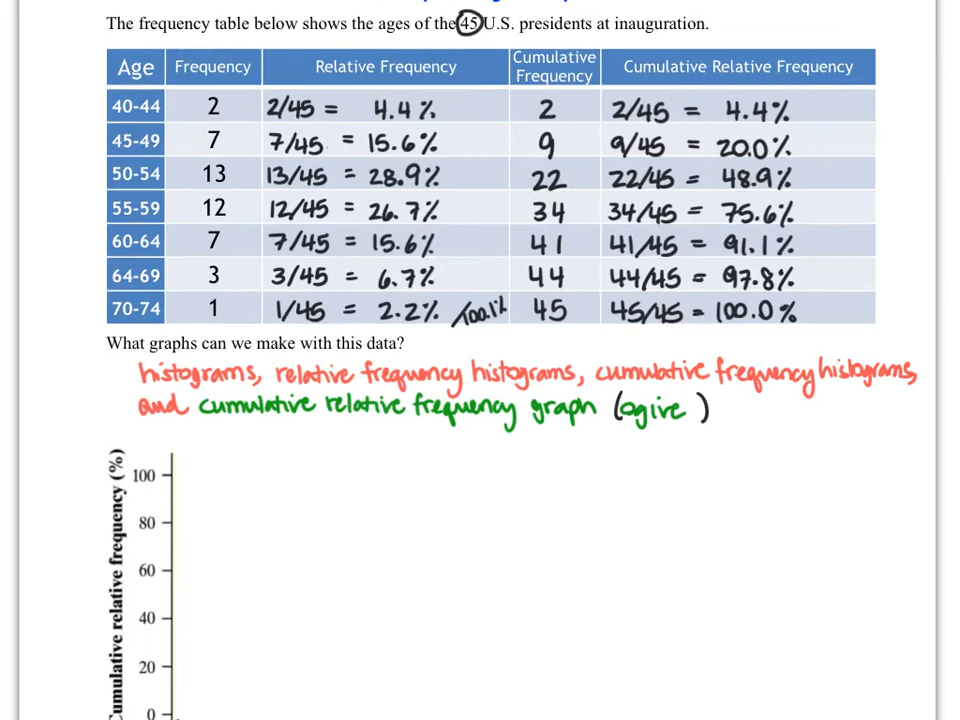 The frequency table below shows the ages of the 45 U.S. presidents at inauguration.
Age Frequency Relative Frequency Cumulative Frequency Cumulative Relative Frequency
40-44 2 2/45 = 4.4% 2 2/45 = 4.4%
45-49 7 7/45 = 15.6% 9 9/45 = 20.0%
50-54 13 13/45 = 28.9% 22 22/45 = 48.9%
55-59 12 12/45 = 26.7% 34 34/45 = 75.6%
60-64 7 7/45 = 15.6% 41 41/45 = 91.1%
64-69 3 3/45 = 6.7% 44 44/45 = 97.8%
70-74 1 1/45 = 2.2% /100.1% 45 45/45 = 100.0%
What graphs can we make with this data?
histograms, relative frequency histograms, cumulative frequency histograms,
and cumulative relative frequency graph (ogive)
Cumulative relative frequency (%)
100
80
60
40
20
0